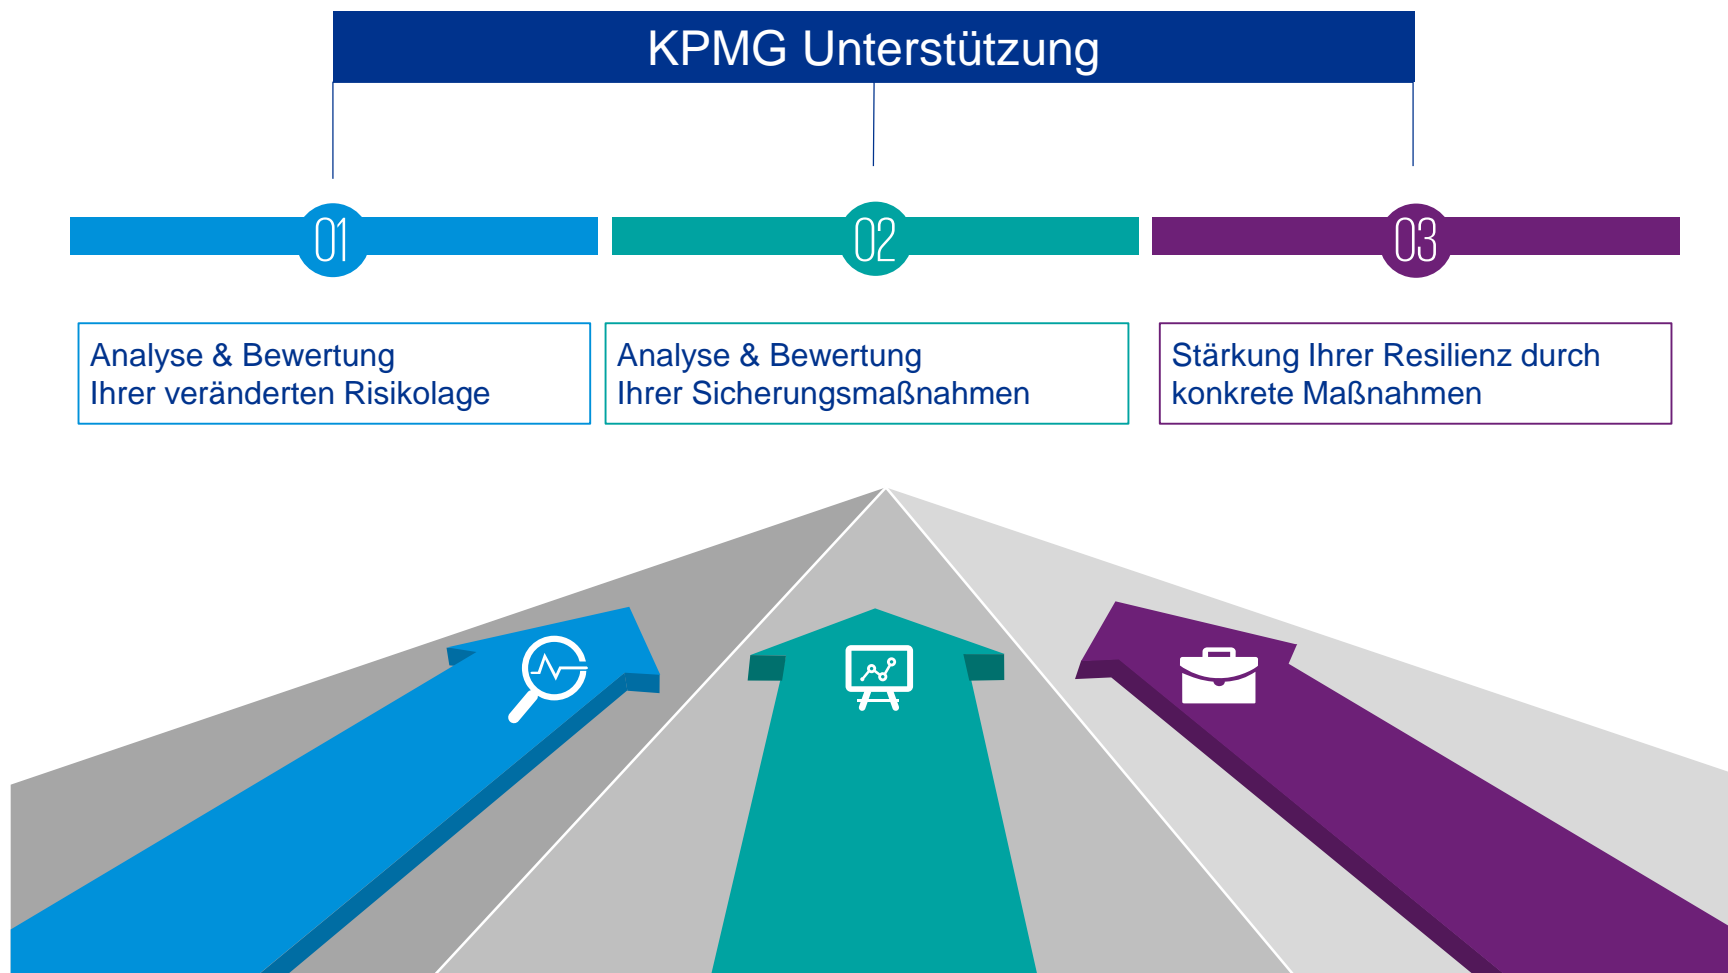 KPMG Unterstützung
01
02
03
Analyse & Bewertung
Ihrer veränderten Risikolage
Analyse & Bewertung
Ihrer Sicherungsmaßnahmen
Stärkung Ihrer Resilienz durch
konkrete Maßnahmen